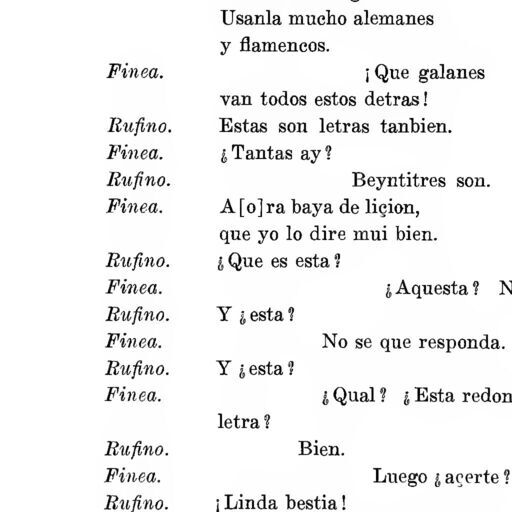 Usanla mucho alemanes
y flamencos.
Finea. ¡Que galanes
van todos estos detras!
Rufino. Estas son letras tanbien.
Finea. ¿Tantas ay?
Rufino. Beyntitres son.
Finea. A[o]ra baya de liçion,
que yo lo dire mui bien.
Rufino. ¿Que es esta?
Finea. ¿Aquesta?
Rufino. Y ¿esta?
Finea. No se que responda.
Rufino. Y ¿esta?
Finea. ¿Qual? ¿Esta
letra?
Rufino. Bien.
Finea. Luego ¿açerte?
Rufino. ¡Linda bestia!